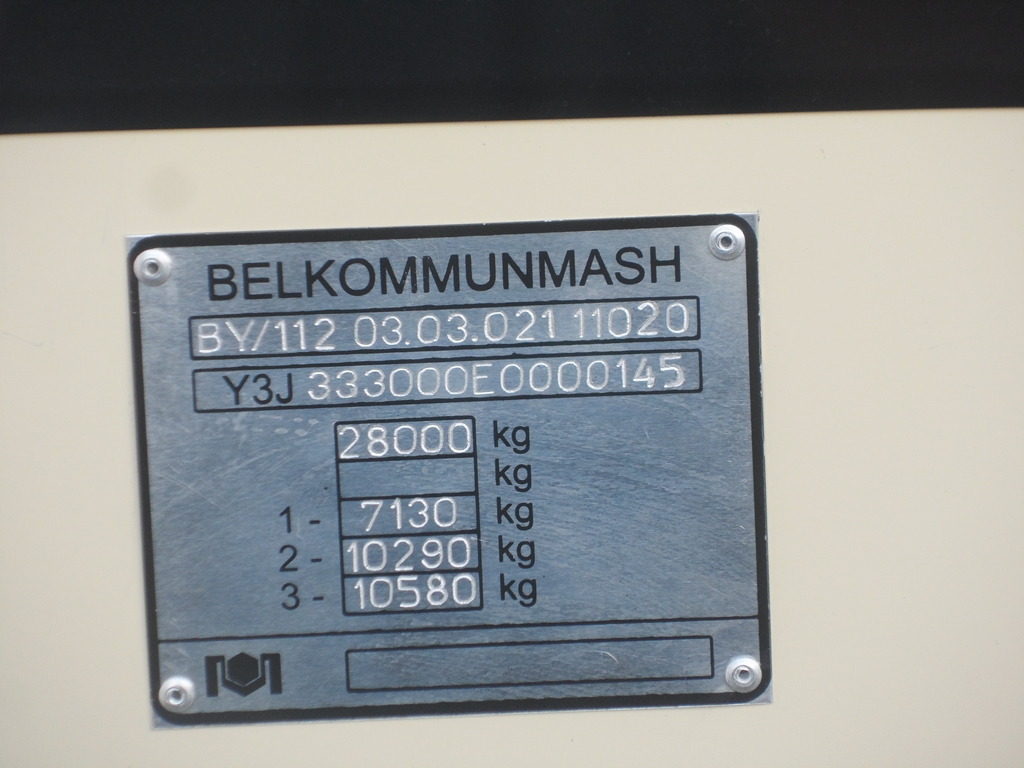 BELKOMMUNMASH
BY/112 03.03.021 11020
Y3J 333000E0000145
28000 kg
kg
1 - 7130 kg
2 - 10290 kg
3 - 10580 kg